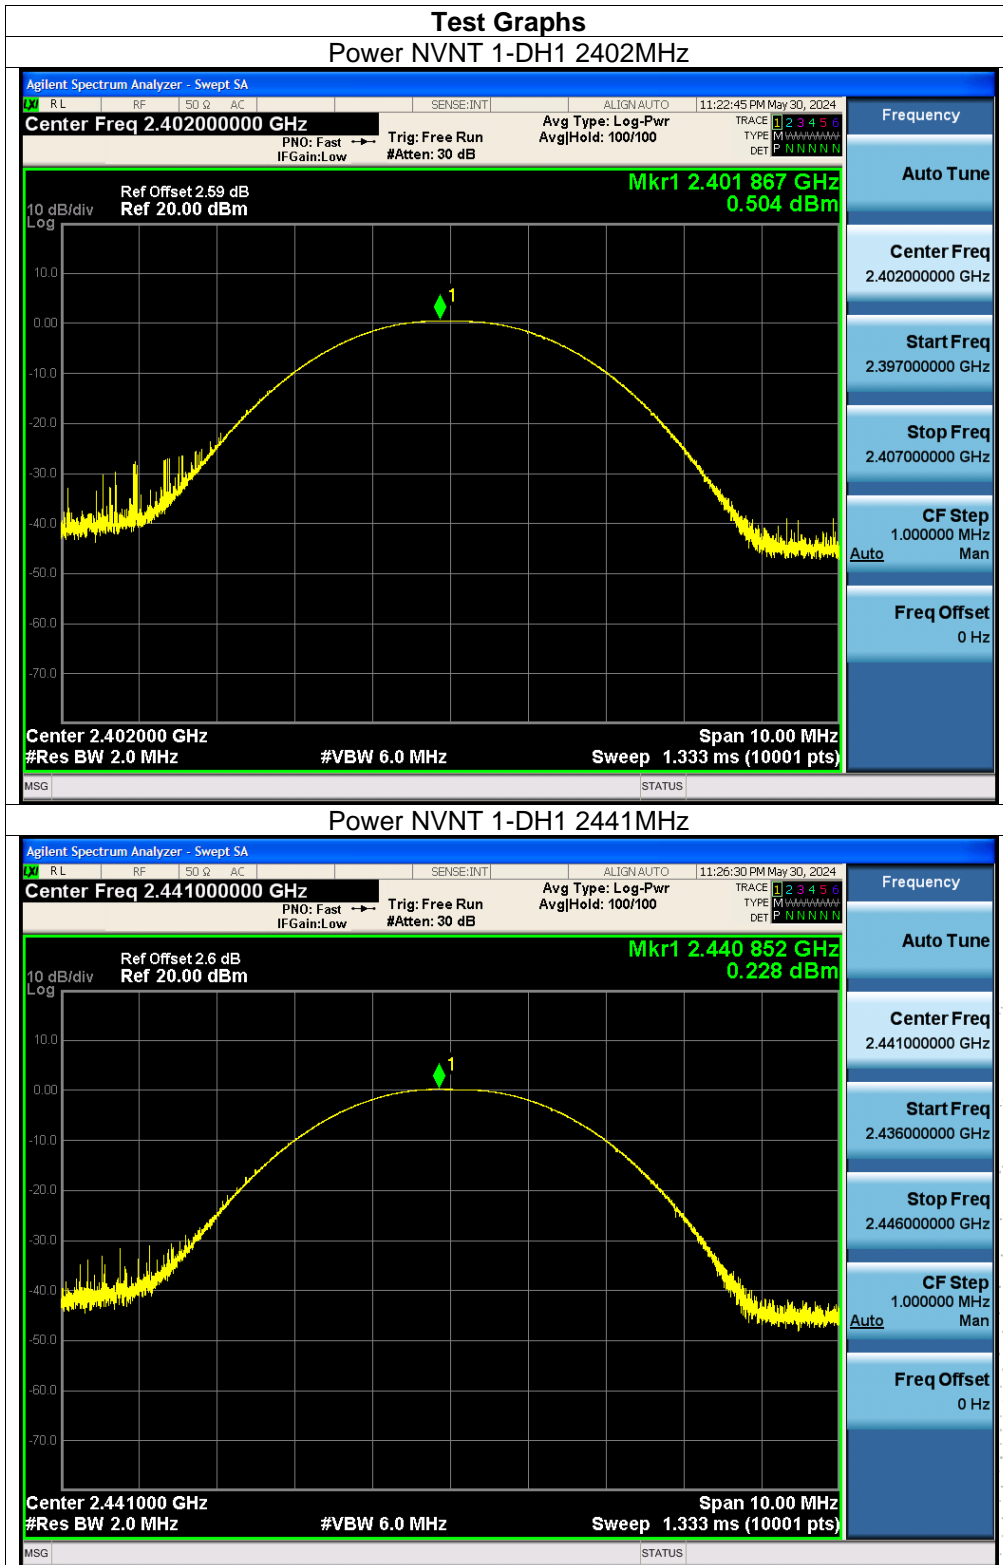 Test Graphs
Power NVNT 1-DH1 2402MHz
Agilent Spectrum Analyzer - Swept SA
LXI RL RF 50 Ω AC SENSE:INT ALIGN AUTO 11:22:45 PM May 30, 2024
Center Freq 2.402000000 GHz
PNO: Fast
IFGain:Low
Trig: Free Run
#Atten: 30 dB
Avg Type: Log-Pwr
Avg|Hold: 100/100
TRACE 1 2 3 4 5 6
TYPE M
DET P N N N N N
Ref Offset 2.59 dB
Ref 20.00 dBm
10 dB/div
Log
Mkr1 2.401 867 GHz
0.504 dBm
1
10.0
0.00
-10.0
-20.0
-30.0
-40.0
-50.0
-60.0
-70.0
Center 2.402000 GHz
Span 10.00 MHz
#Res BW 2.0 MHz
#VBW 6.0 MHz
Sweep 1.333 ms (10001 pts)
MSG
STATUS
Frequency
Auto Tune
Center Freq
2.402000000 GHz
Start Freq
2.397000000 GHz
Stop Freq
2.407000000 GHz
CF Step
1.000000 MHz
Auto Man
Freq Offset
0 Hz
Power NVNT 1-DH1 2441MHz
Agilent Spectrum Analyzer - Swept SA
LXI RL RF 50 Ω AC SENSE:INT ALIGN AUTO 11:26:30 PM May 30, 2024
Center Freq 2.441000000 GHz
PNO: Fast
IFGain:Low
Trig: Free Run
#Atten: 30 dB
Avg Type: Log-Pwr
Avg|Hold: 100/100
TRACE 1 2 3 4 5 6
TYPE M
DET P N N N N N
Ref Offset 2.6 dB
Ref 20.00 dBm
10 dB/div
Log
Mkr1 2.440 852 GHz
0.228 dBm
1
10.0
0.00
-10.0
-20.0
-30.0
-40.0
-50.0
-60.0
-70.0
Center 2.441000 GHz
Span 10.00 MHz
#Res BW 2.0 MHz
#VBW 6.0 MHz
Sweep 1.333 ms (10001 pts)
MSG
STATUS
Frequency
Auto Tune
Center Freq
2.441000000 GHz
Start Freq
2.436000000 GHz
Stop Freq
2.446000000 GHz
CF Step
1.000000 MHz
Auto Man
Freq Offset
0 Hz